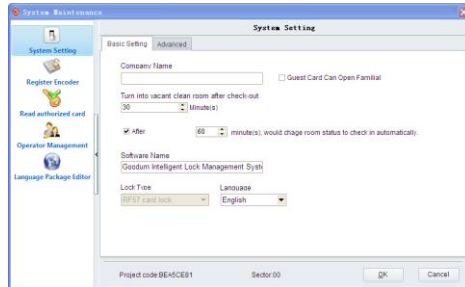 System Maintenance
System Setting
System Setting
Register Encoder
Read authorized card
Operator Management
Language Package Editor
Basic Setting
Advanced
Company Name
Guest Card Can Open Familial
Turn into vacant clean room after check-out
30
Minute(s)
After
60
minute(s), would chage room status to check in automatically.
Software Name
Goodum Intelligent Lock Management Syst
Lock Type
Language
RF57 card lock
English
Project code:BEA5CE81
Sector:00
OK
Cancel